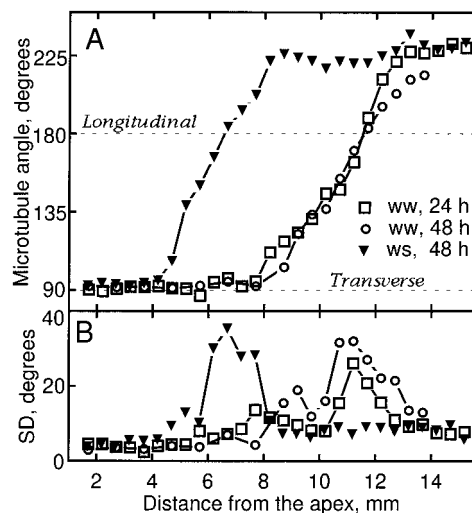 A
225
180
135
90
Microtubule angle, degrees
Longitudinal
ww, 24 h
ww, 48 h
ws, 48 h
Transverse
B
40
20
0
SD, degrees
2 4 6 8 10 12 14
Distance from the apex, mm